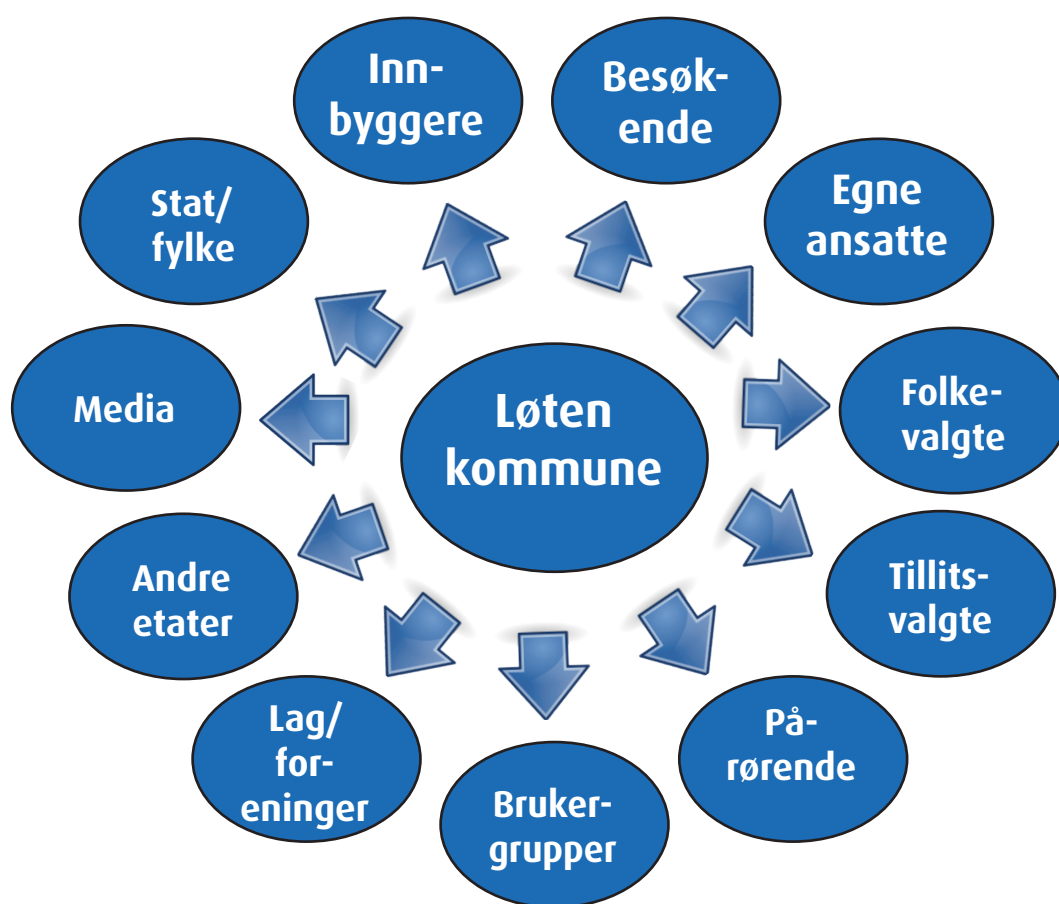 Inn-
byggere
Besøk-
ende
Egne
ansatte
Folke-
valgte
Tillits-
valgte
På-
rørende
Bruker-
grupper
Lag/
for-
eninger
Andre
etater
Media
Stat/
fylke
Løten
kommune